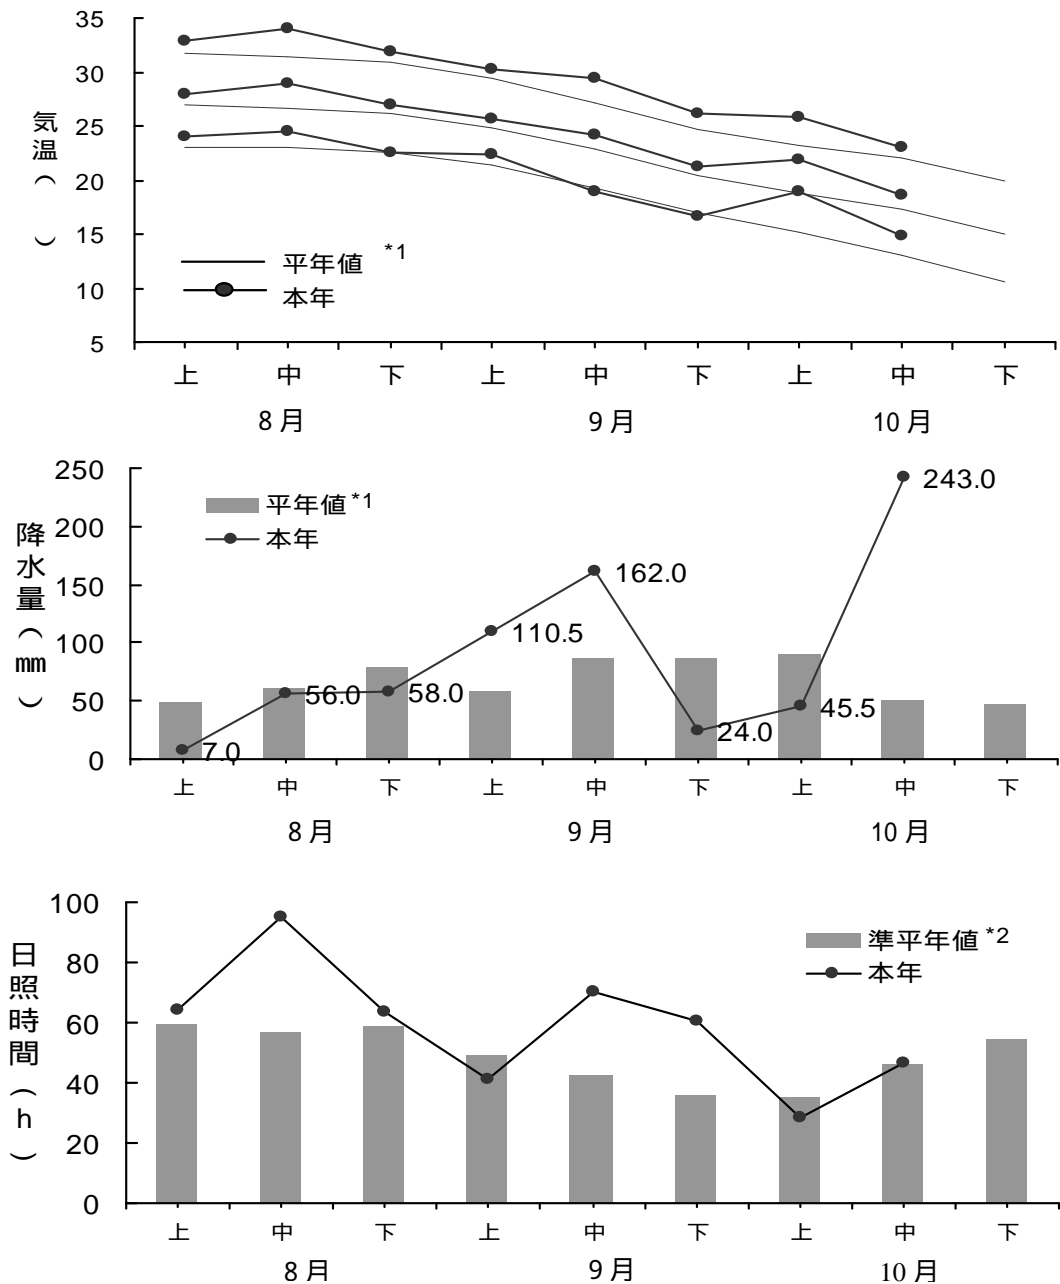 35
30
25
20
15
10
5
気温（ ）
平年値 *1
本年
上 中 下 上 中 下 上 中 下
8月 9月 10月
250
200
150
100
50
0
降水量（㎜）
平年値*1
本年
7.0 56.0 58.0 110.5 162.0 24.0 45.5 243.0
上 中 下 上 中 下 上 中 下
8月 9月 10月
100
80
60
40
20
0
日照時間（h）
準平年値*2
本年
上 中 下 上 中 下 上 中 下
8月 9月 10月